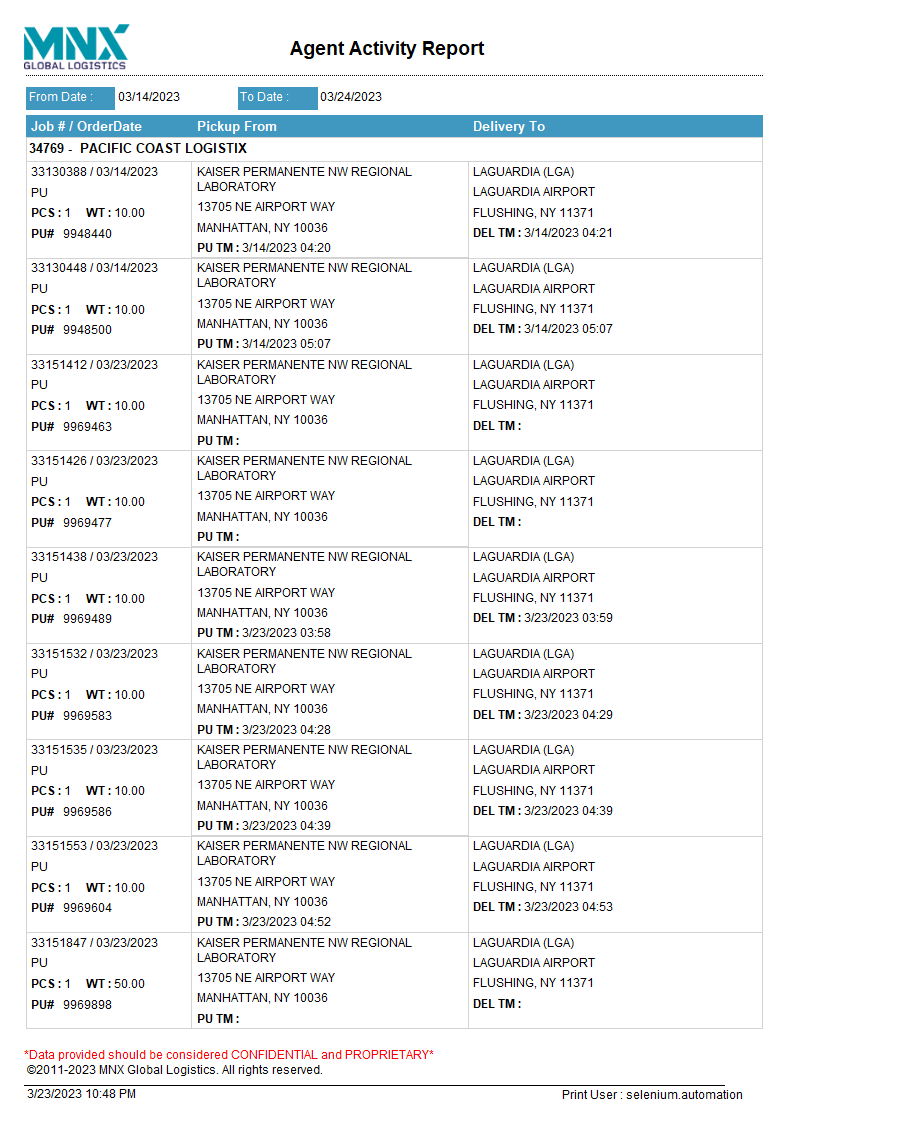 MNX
GLOBAL LOGISTICS
Agent Activity Report
From Date : 03/14/2023 To Date : 03/24/2023
Job # / OrderDate Pickup From Delivery To
34769 - PACIFIC COAST LOGISTIX
33130388 / 03/14/2023
PU
PCS : 1 WT : 10.00
PU# 9948440
KAISER PERMANENTE NW REGIONAL
LABORATORY
13705 NE AIRPORT WAY
MANHATTAN, NY 10036
PU TM : 3/14/2023 04:20
LAGUARDIA (LGA)
LAGUARDIA AIRPORT
FLUSHING, NY 11371
DEL TM : 3/14/2023 04:21
33130448 / 03/14/2023
PU
PCS : 1 WT : 10.00
PU# 9948500
KAISER PERMANENTE NW REGIONAL
LABORATORY
13705 NE AIRPORT WAY
MANHATTAN, NY 10036
PU TM : 3/14/2023 05:07
LAGUARDIA (LGA)
LAGUARDIA AIRPORT
FLUSHING, NY 11371
DEL TM : 3/14/2023 05:07
33151412 / 03/23/2023
PU
PCS : 1 WT : 10.00
PU# 9969463
KAISER PERMANENTE NW REGIONAL
LABORATORY
13705 NE AIRPORT WAY
MANHATTAN, NY 10036
PU TM :
LAGUARDIA (LGA)
LAGUARDIA AIRPORT
FLUSHING, NY 11371
DEL TM :
33151426 / 03/23/2023
PU
PCS : 1 WT : 10.00
PU# 9969477
KAISER PERMANENTE NW REGIONAL
LABORATORY
13705 NE AIRPORT WAY
MANHATTAN, NY 10036
PU TM :
LAGUARDIA (LGA)
LAGUARDIA AIRPORT
FLUSHING, NY 11371
DEL TM :
33151438 / 03/23/2023
PU
PCS : 1 WT : 10.00
PU# 9969489
KAISER PERMANENTE NW REGIONAL
LABORATORY
13705 NE AIRPORT WAY
MANHATTAN, NY 10036
PU TM : 3/23/2023 03:58
LAGUARDIA (LGA)
LAGUARDIA AIRPORT
FLUSHING, NY 11371
DEL TM : 3/23/2023 03:59
33151532 / 03/23/2023
PU
PCS : 1 WT : 10.00
PU# 9969583
KAISER PERMANENTE NW REGIONAL
LABORATORY
13705 NE AIRPORT WAY
MANHATTAN, NY 10036
PU TM : 3/23/2023 04:28
LAGUARDIA (LGA)
LAGUARDIA AIRPORT
FLUSHING, NY 11371
DEL TM : 3/23/2023 04:29
33151535 / 03/23/2023
PU
PCS : 1 WT : 10.00
PU# 9969586
KAISER PERMANENTE NW REGIONAL
LABORATORY
13705 NE AIRPORT WAY
MANHATTAN, NY 10036
PU TM : 3/23/2023 04:39
LAGUARDIA (LGA)
LAGUARDIA AIRPORT
FLUSHING, NY 11371
DEL TM : 3/23/2023 04:39
33151553 / 03/23/2023
PU
PCS : 1 WT : 10.00
PU# 9969604
KAISER PERMANENTE NW REGIONAL
LABORATORY
13705 NE AIRPORT WAY
MANHATTAN, NY 10036
PU TM : 3/23/2023 04:52
LAGUARDIA (LGA)
LAGUARDIA AIRPORT
FLUSHING, NY 11371
DEL TM : 3/23/2023 04:53
33151847 / 03/23/2023
PU
PCS : 1 WT : 50.00
PU# 9969898
KAISER PERMANENTE NW REGIONAL
LABORATORY
13705 NE AIRPORT WAY
MANHATTAN, NY 10036
PU TM :
LAGUARDIA (LGA)
LAGUARDIA AIRPORT
FLUSHING, NY 11371
DEL TM :
*Data provided should be considered CONFIDENTIAL and PROPRIETARY*
©2011-2023 MNX Global Logistics. All rights reserved.
3/23/2023 10:48 PM Print User : selenium.automation